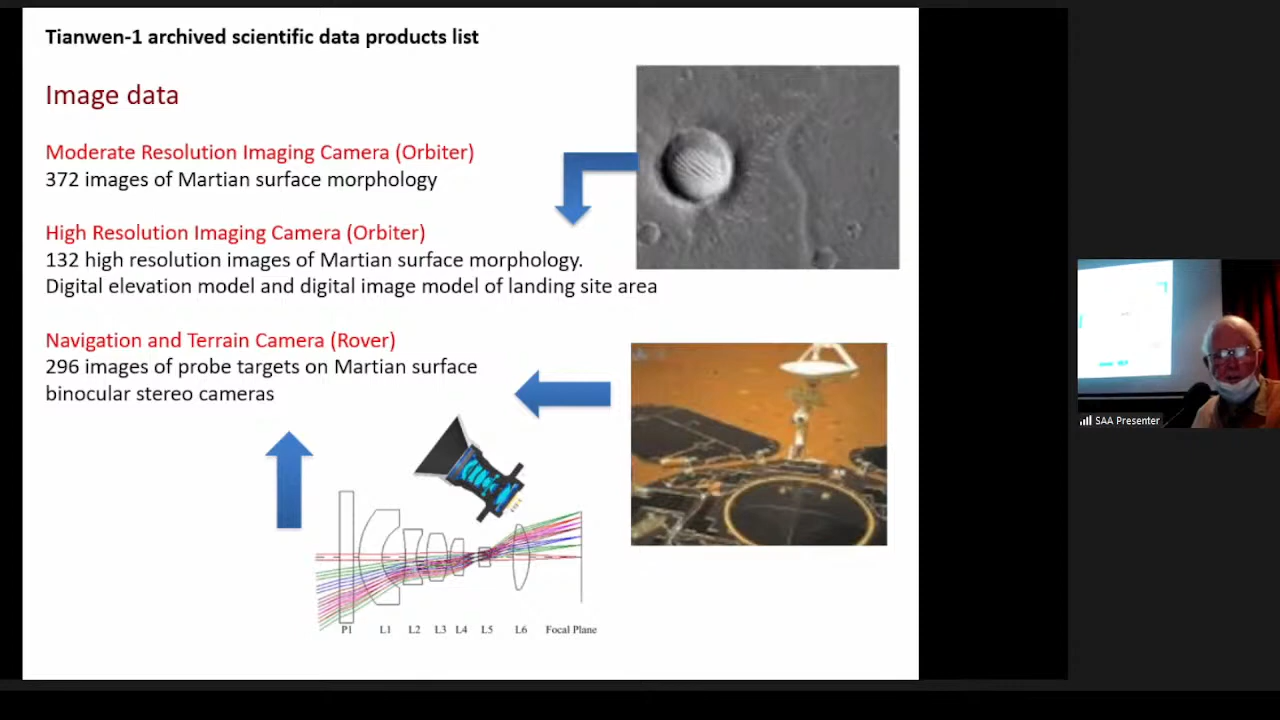 Tianwen-1 archived scientific data products list
Image data
Moderate Resolution Imaging Camera (Orbiter)
372 images of Martian surface morphology
High Resolution Imaging Camera (Orbiter)
132 high resolution images of Martian surface morphology.
Digital elevation model and digital image model of landing site area
Navigation and Terrain Camera (Rover)
296 images of probe targets on Martian surface
binocular stereo cameras
P1 L1 L2 L3 L4 L5 L6 Focal Plane
SAA Presenter